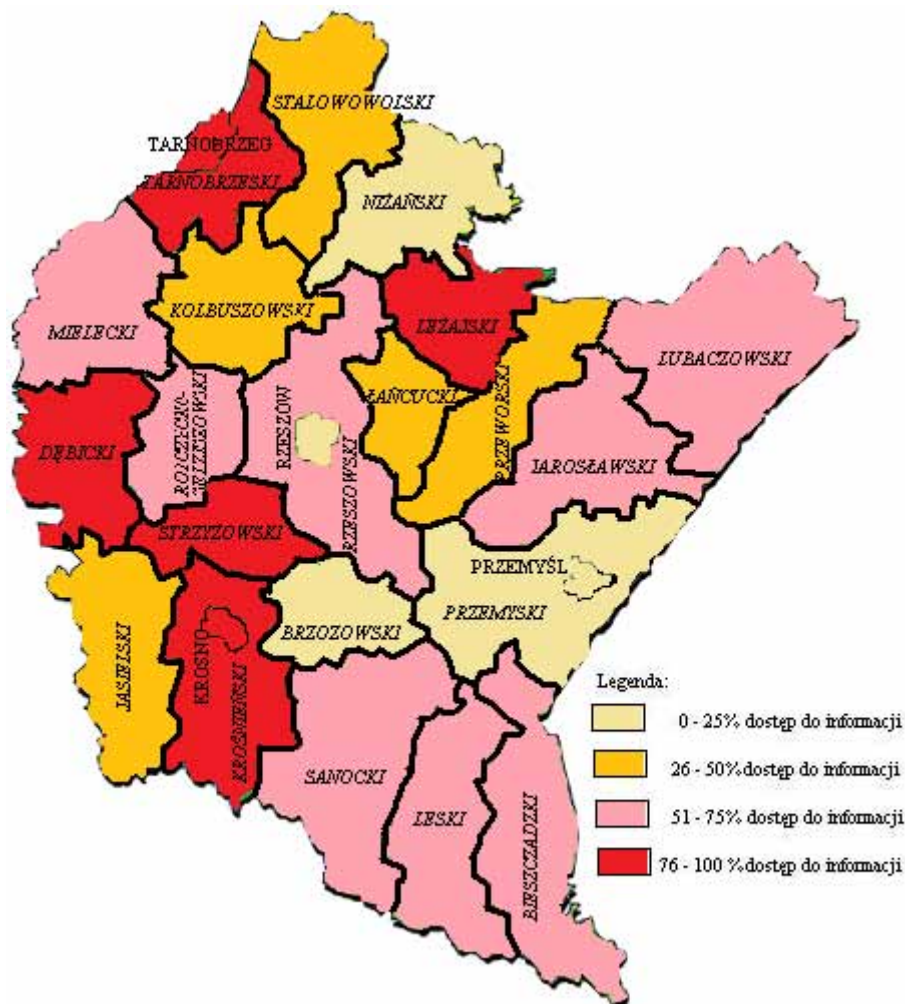 STALOWOWOLSKI
TARNOBRZEG
TARNOBRZESKI
NIŻAŃSKI
KOLBUSZOWSKI
LEŻAJSKI
MIELECKI
LUBACZOWSKI
ŁAŃCUCKI
PRZEWORSKI
RZESZÓW
DĘBICKI
JAROSŁAWSKI
RZESZOWSKI
STRZYŻOWSKI
PRZEMYŚL
PRZEMYSKI
BRZOZOWSKI
KROSNO
JASIELSKI
KROŚNIEŃSKI
SANOCKI
LESKI
BIESZCZADZKI
Legenda:
0 - 25% dostęp do informacji
26 - 50% dostęp do informacji
51 - 75% dostęp do informacji
76 - 100 % dostęp do informacji